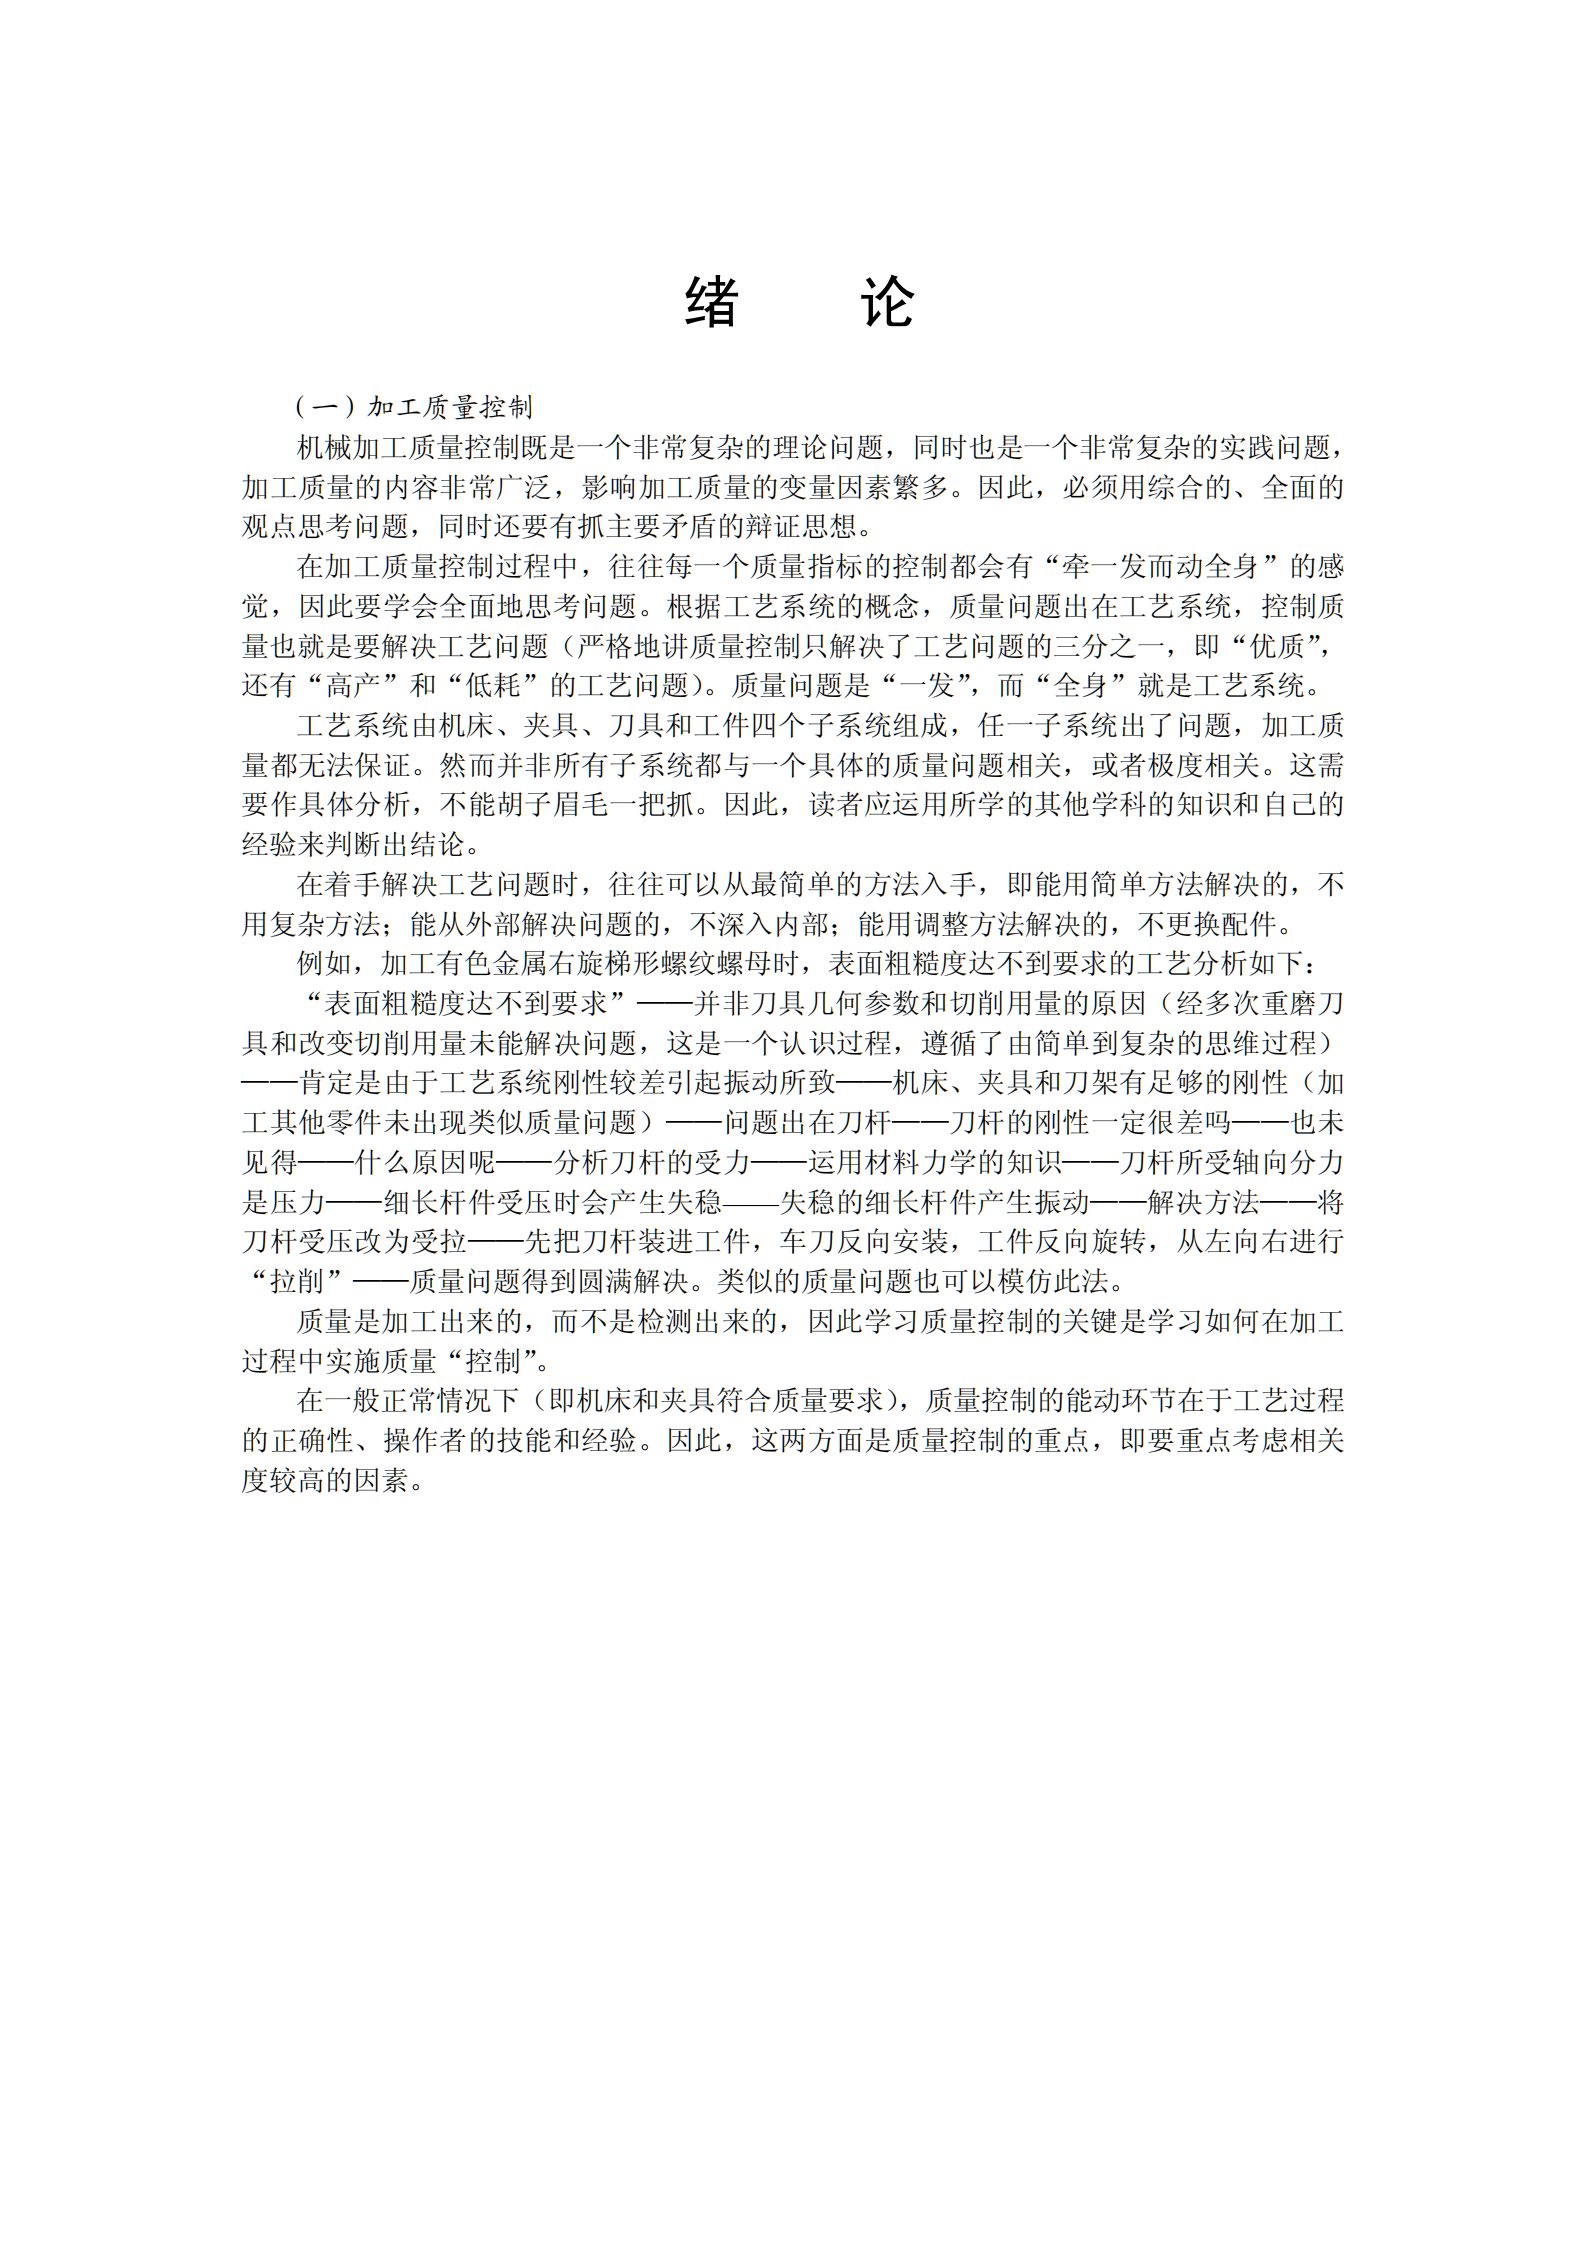 绪 论
（一）加工质量控制
机械加工质量控制既是一个非常复杂的理论问题，同时也是一个非常复杂的实践问题，
加工质量的内容非常广泛，影响加工质量的变量因素繁多。因此，必须用综合的、全面的
观点思考问题，同时还要有抓主要矛盾的辩证思想。
在加工质量控制过程中，往往每一个质量指标的控制都会有“牵一发而动全身”的感
觉，因此要学会全面地思考问题。根据工艺系统的概念，质量问题出在工艺系统，控制质
量也就是要解决工艺问题（严格地讲质量控制只解决了工艺问题的三分之一，即“优质”，
还有“高产”和“低耗”的工艺问题）。质量问题是“一发”，而“全身”就是工艺系统。
工艺系统由机床、夹具、刀具和工件四个子系统组成，任一子系统出了问题，加工质
量都无法保证。然而并非所有子系统都与一个具体的质量问题相关，或者极度相关。这需
要作具体分析，不能胡子眉毛一把抓。因此，读者应运用所学的其他学科的知识和自己的
经验来判断出结论。
在着手解决工艺问题时，往往可以从最简单的方法入手，即能用简单方法解决的，不
用复杂方法；能从外部解决问题的，不深入内部；能用调整方法解决的，不更换配件。
例如，加工有色金属右旋梯形螺纹螺母时，表面粗糙度达不到要求的工艺分析如下：
“表面粗糙度达不到要求”——并非刀具几何参数和切削用量的原因（经多次重磨刀
具和改变切削用量未能解决问题，这是一个认识过程，遵循了由简单到复杂的思维过程）
——肯定是由于工艺系统刚性较差引起振动所致——机床、夹具和刀架有足够的刚性（加
工其他零件未出现类似质量问题）——问题出在刀杆——刀杆的刚性一定很差吗——也未
见得——什么原因呢——分析刀杆的受力——运用材料力学的知识——刀杆所受轴向分力
是压力——细长杆件受压时会产生失稳——失稳的细长杆件产生振动——解决方法——将
刀杆受压改为受拉——先把刀杆装进工件，车刀反向安装，工件反向旋转，从左向右进行
“拉削”——质量问题得到圆满解决。类似的质量问题也可以模仿此法。
质量是加工出来的，而不是检测出来的，因此学习质量控制的关键是学习如何在加工
过程中实施质量“控制”。
在一般正常情况下（即机床和夹具符合质量要求），质量控制的能动环节在于工艺过程
的正确性、操作者的技能和经验。因此，这两方面是质量控制的重点，即要重点考虑相关
度较高的因素。